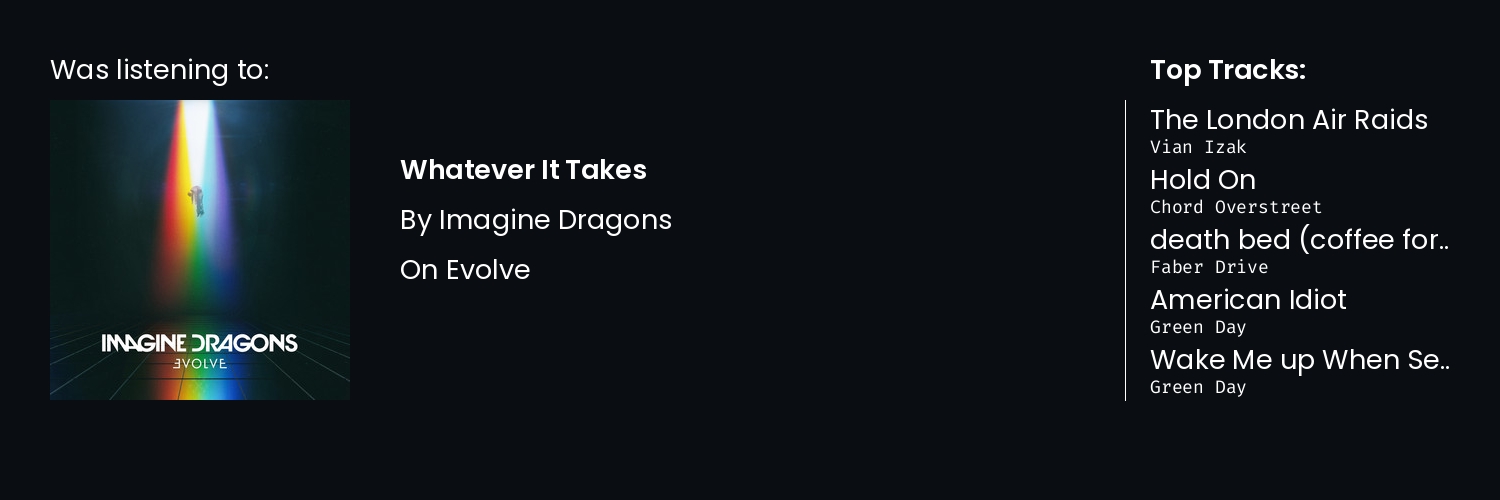 Was listening to:
IMAGINE DRAGONS
EVOLVE
Whatever It Takes
By Imagine Dragons
On Evolve
Top Tracks:
The London Air Raids
Vian Izak
Hold On
Chord Overstreet
death bed (coffee for..
Faber Drive
American Idiot
Green Day
Wake Me up When Se..
Green Day